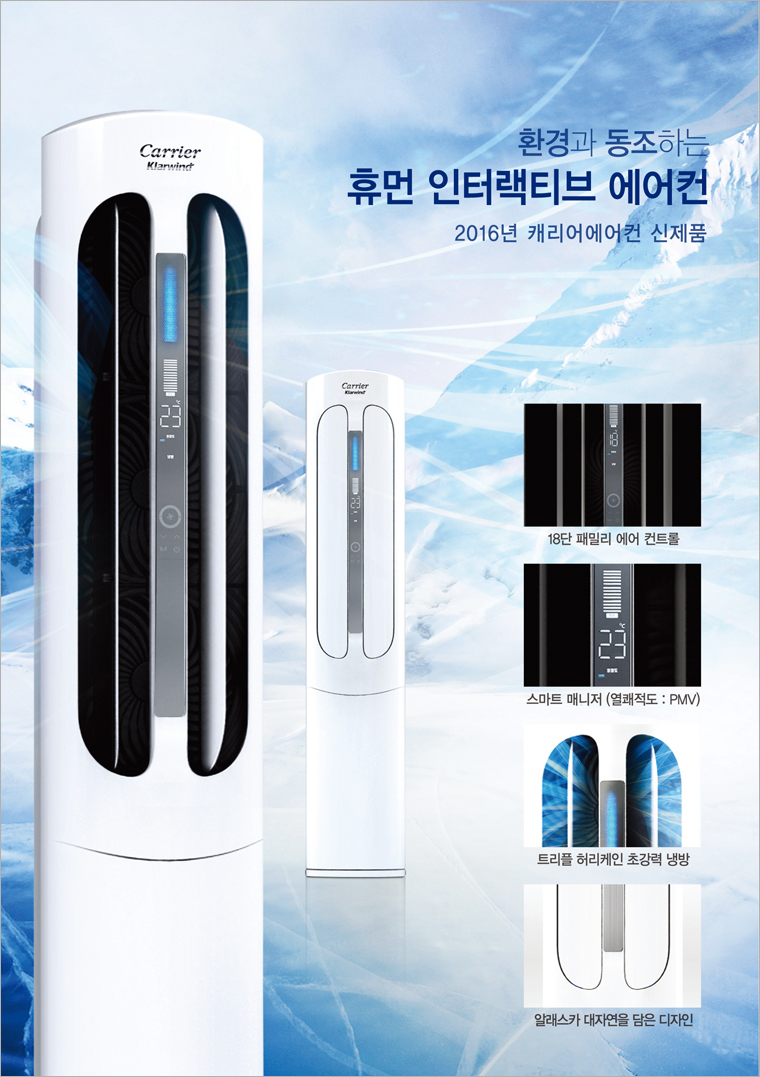 Carrier
Klarwind
환경과 동조하는
휴먼 인터랙티브 에어컨
2016년 캐리어에어컨 신제품
23
Carrier
Klarwind
18단 패밀리 에어 컨트롤
23
스마트 매니저 (열쾌적도 : PMV)
트리플 허리케인 초강력 냉방
알래스카 대자연을 담은 디자인